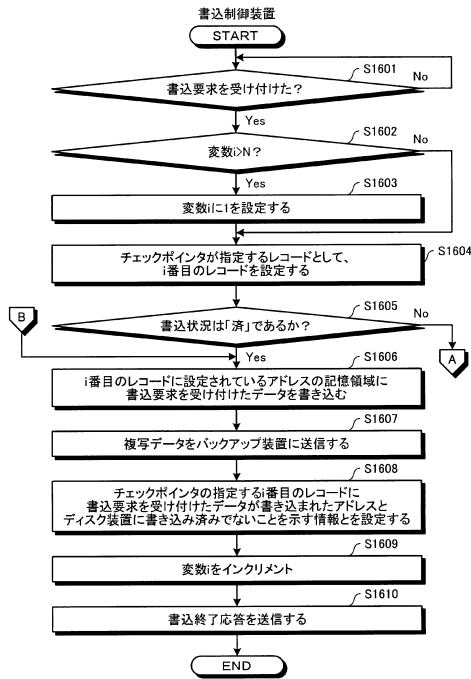 書込制御装置
START
S1601
書込要求を受け付けた?
No
Yes
S1602
変数i>N?
No
Yes
S1603
変数iに1を設定する
S1604
チェックポインタが指定するレコードとして、
i番目のレコードを設定する
S1605
書込状況は「済」であるか?
No
B
A
Yes
S1606
i番目のレコードに設定されているアドレスの記憶領域に
書込要求を受け付けたデータを書き込む
S1607
複写データをバックアップ装置に送信する
S1608
チェックポインタの指定するi番目のレコードに
書込要求を受け付けたデータが書き込まれたアドレスと
ディスク装置に書き込み済みでないことを示す情報とを設定する
S1609
変数iをインクリメント
S1610
書込終了応答を送信する
END